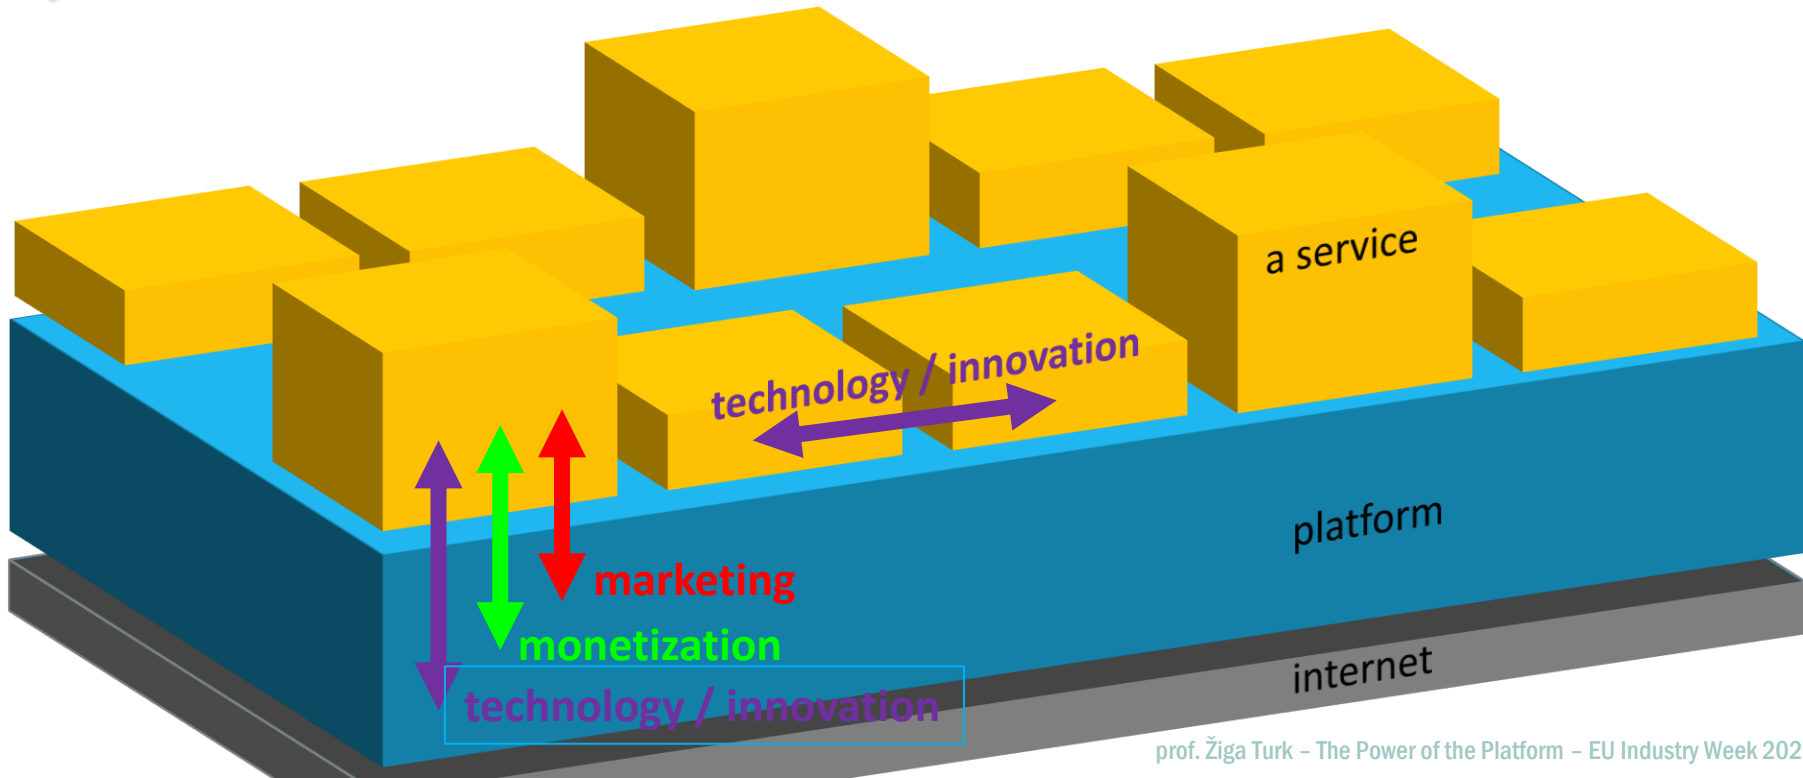 a service
technology / innovation
platform
marketing
monetization
internet
technology / innovation
prof. Žiga Turk – The Power of the Platform – EU Industry Week 202